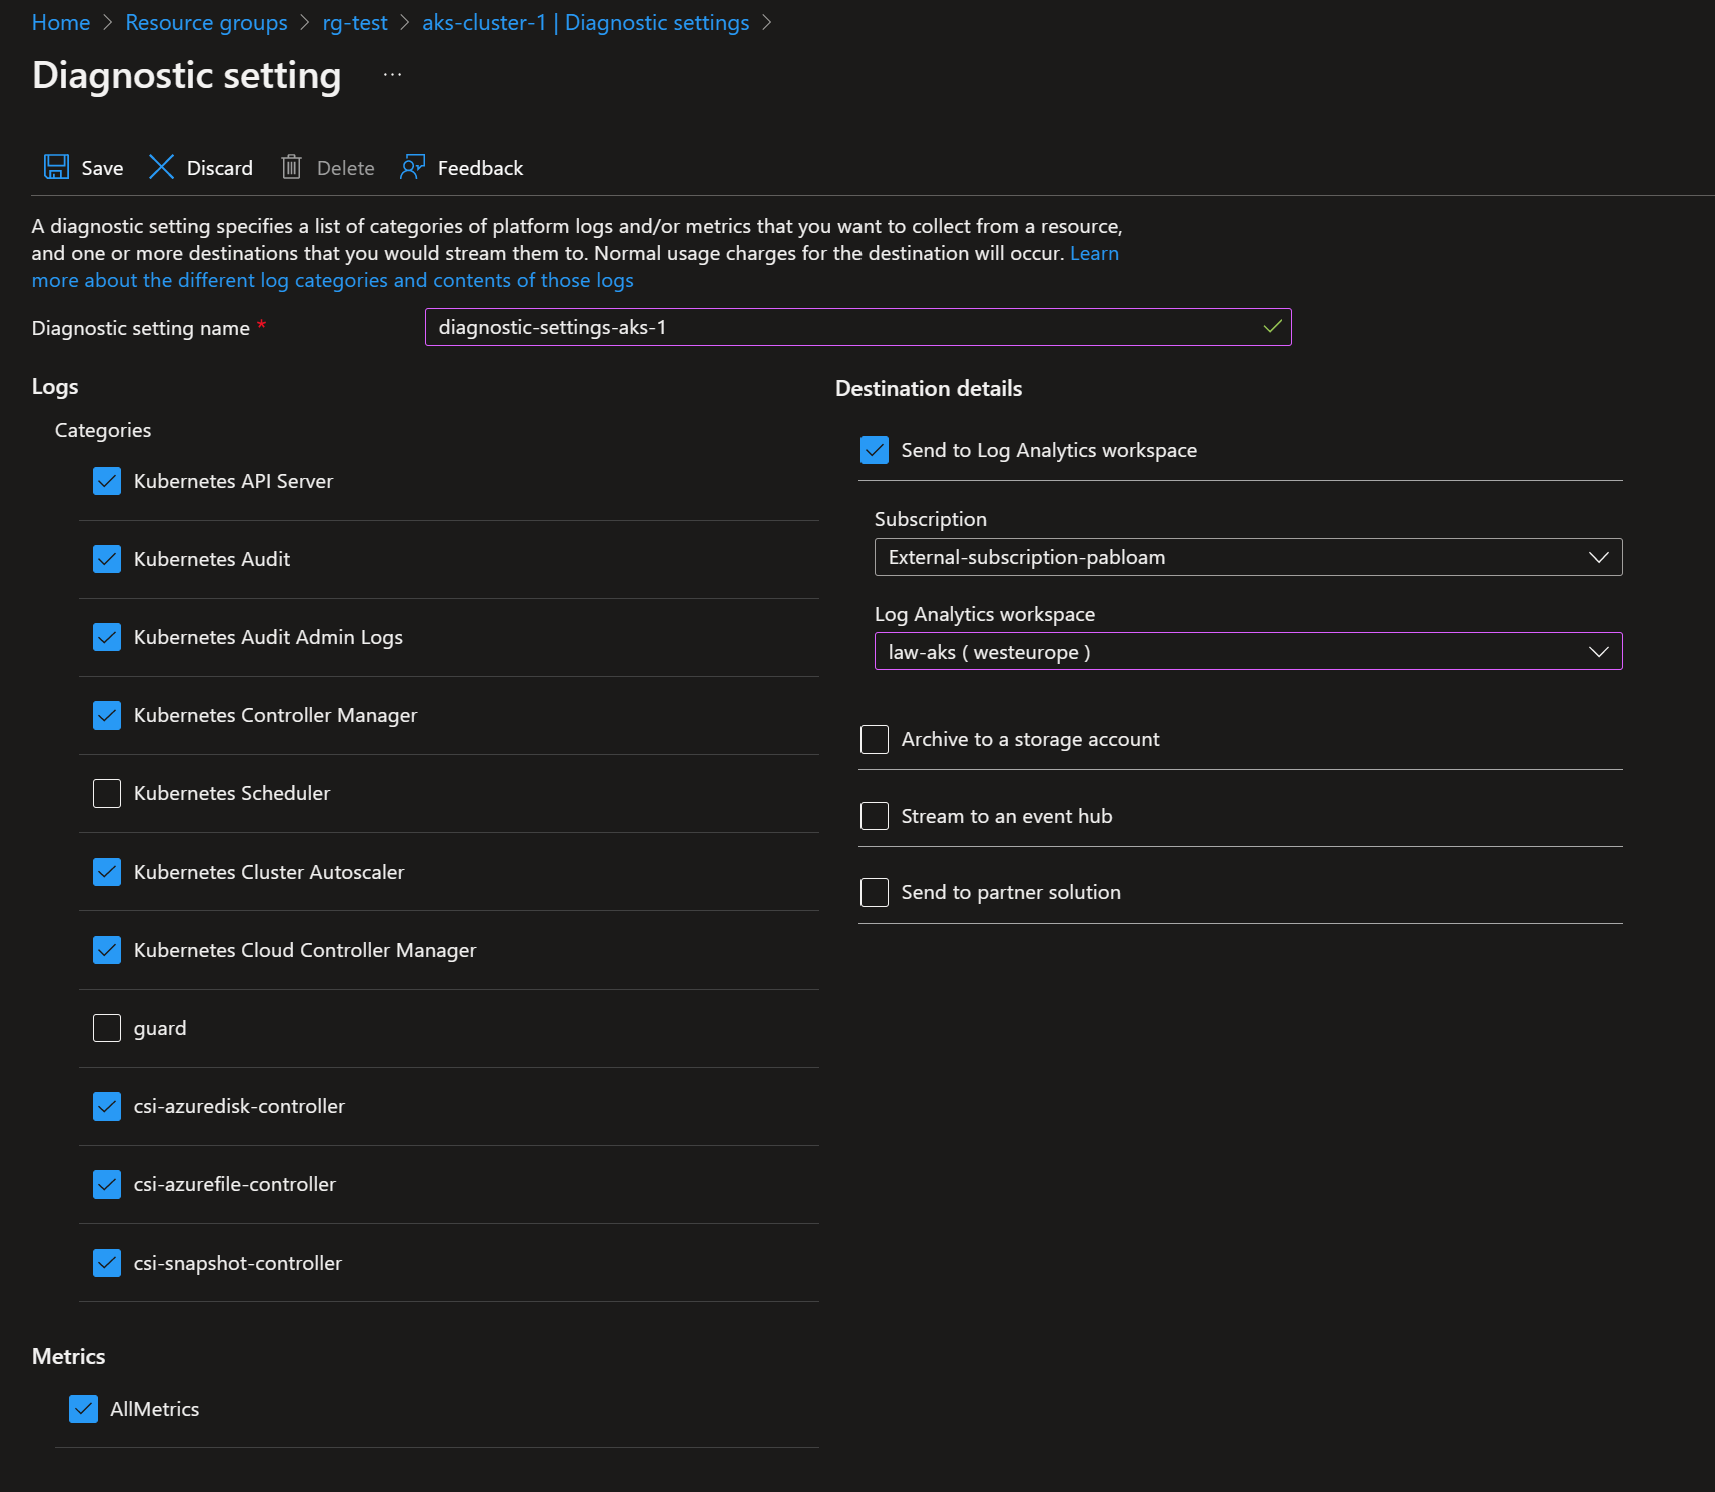 Home > Resource groups > rg-test > aks-cluster-1 | Diagnostic settings >
Diagnostic setting ...
Save Discard Delete Feedback
A diagnostic setting specifies a list of categories of platform logs and/or metrics that you want to collect from a resource,
and one or more destinations that you would stream them to. Normal usage charges for the destination will occur. Learn
more about the different log categories and contents of those logs
Diagnostic setting name *
diagnostic-settings-aks-1
Logs
Categories
Kubernetes API Server
Kubernetes Audit
Kubernetes Audit Admin Logs
Kubernetes Controller Manager
Kubernetes Scheduler
Kubernetes Cluster Autoscaler
Kubernetes Cloud Controller Manager
guard
csi-azuredisk-controller
csi-azurefile-controller
csi-snapshot-controller
Metrics
AllMetrics
Destination details
Send to Log Analytics workspace
Subscription
External-subscription-pabloam
Log Analytics workspace
law-aks ( westeurope )
Archive to a storage account
Stream to an event hub
Send to partner solution